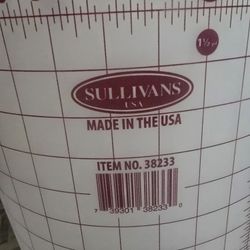 1½
SULLIVANS
USA
MADE IN THE USA
ITEM NO. 38233
7 39301 38233 0